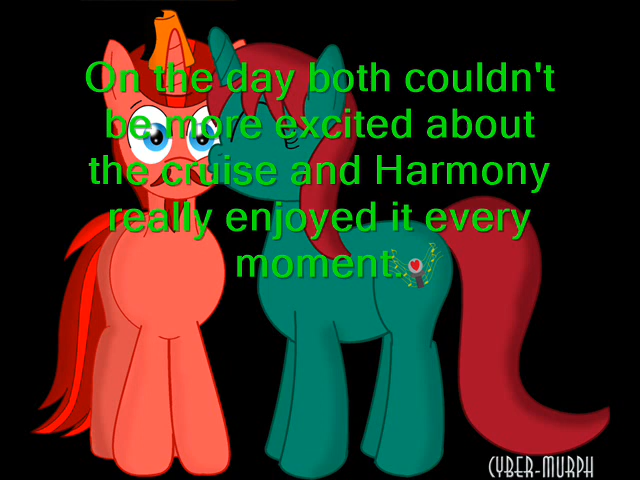 On the day both couldn't
be more excited about
the cruise and Harmony
really enjoyed it every
moment..
CYBER-MURPH